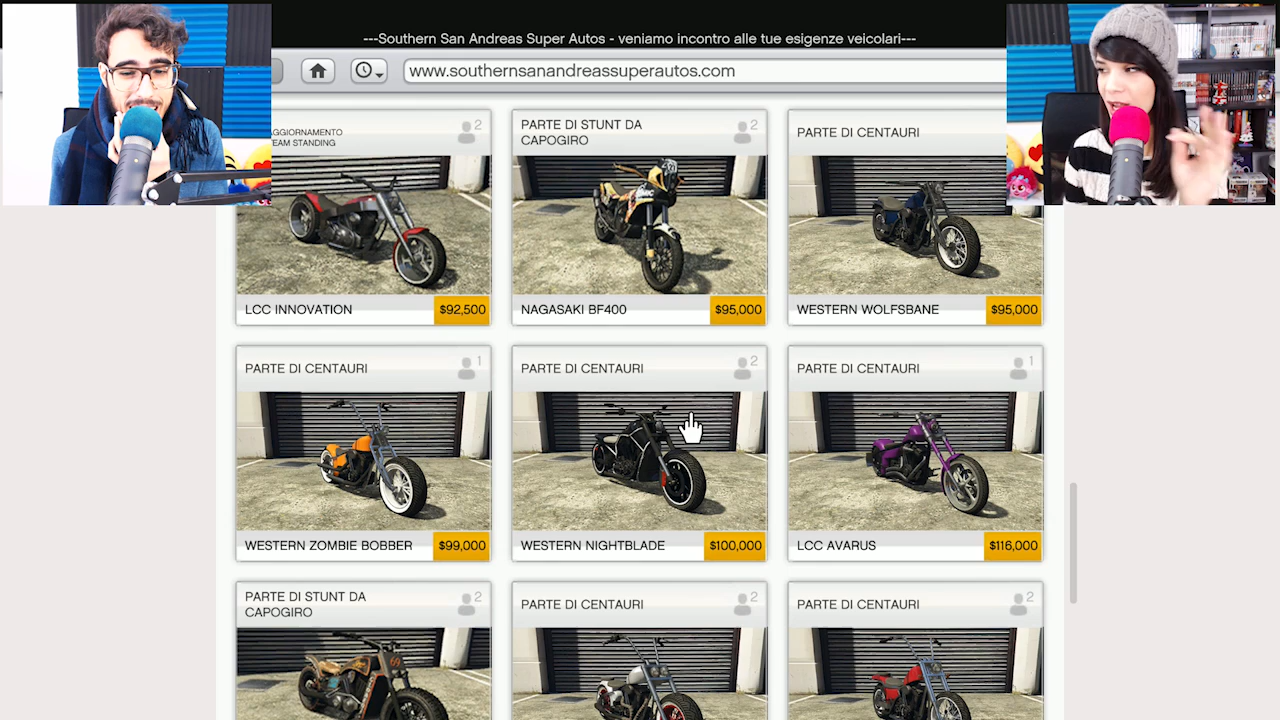 ---Southern San Andreas Super Autos - veniamo incontro alle tue esigenze veicolari---
www.southernsanandreassuperautos.com
AGGIORNAMENTO
TEAM STANDING
2
PARTE DI STUNT DA
CAPOGIRO
2
PARTE DI CENTAURI
LCC INNOVATION
$92,500
NAGASAKI BF400
$95,000
WESTERN WOLFSBANE
$95,000
PARTE DI CENTAURI
1
PARTE DI CENTAURI
2
PARTE DI CENTAURI
1
WESTERN ZOMBIE BOBBER
$99,000
WESTERN NIGHTBLADE
$100,000
LCC AVARUS
$116,000
PARTE DI STUNT DA
CAPOGIRO
2
PARTE DI CENTAURI
2
PARTE DI CENTAURI
2